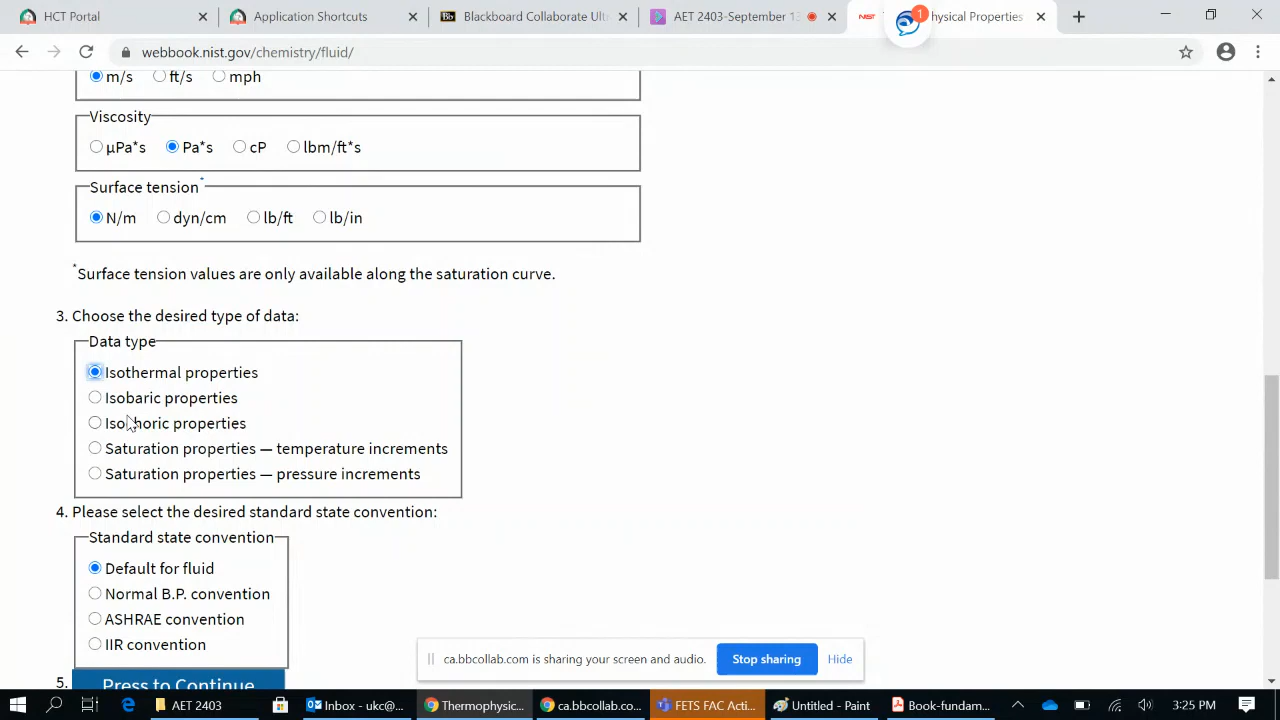 HCT Portal
Application Shortcuts
Bb Blackboard Collaborate Ultr
AET 2403 September 13
NIST
1
hysical Properties
webbook.nist.gov/chemistry/fluid/
m/s ft/s mph
Viscosity
µPa*s Pa*s cP lbm/ft*s
Surface tension*
N/m dyn/cm lb/ft lb/in
*Surface tension values are only available along the saturation curve.
3. Choose the desired type of data:
Data type
Isothermal properties
Isobaric properties
Isochoric properties
Saturation properties — temperature increments
Saturation properties — pressure increments
4. Please select the desired standard state convention:
Standard state convention
Default for fluid
Normal B.P. convention
ASHRAE convention
IIR convention
5. Press to Continue
ca.bbcollab.com is sharing your screen and audio. Stop sharing Hide
AET 2403
Inbox - ukc@...
Thermophysic...
ca.bbcollab.co...
FETS FAC Acti...
Untitled - Paint
Book-fundam...
3:25 PM